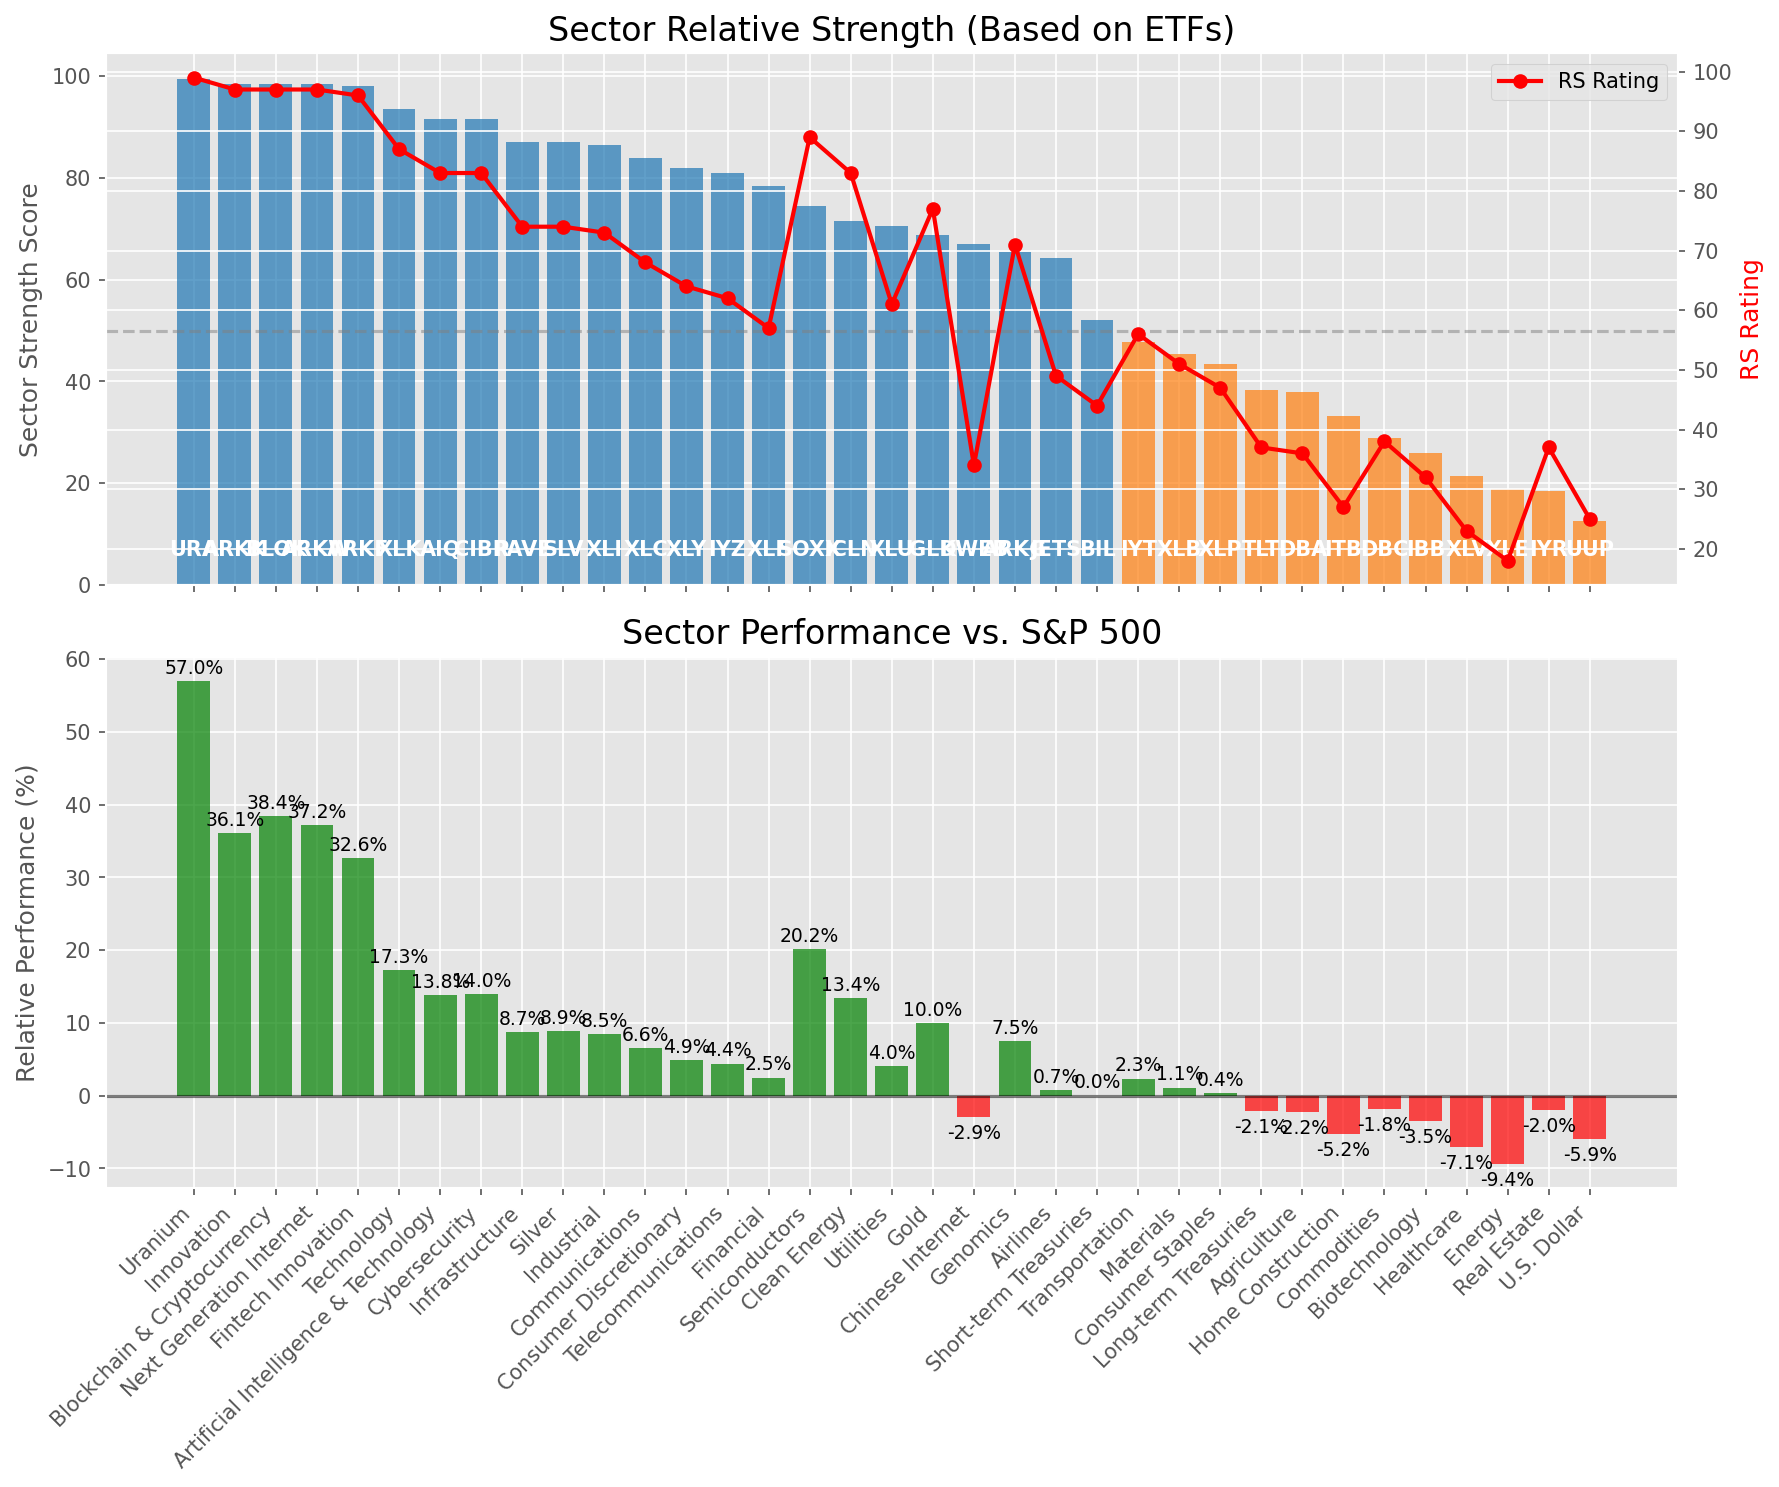 Sector Relative Strength (Based on ETFs)
Sector Strength Score
100
80
60
40
20
0
RS Rating
100
90
80
70
60
50
40
30
20
RS Rating
URA
ARKK
BLOK
ARKW
ARKF
XLK
AIQ
CIBR
PAVE
SLV
XLI
XLC
XLY
IYZ
XLF
SOXX
ICLN
XLU
GLD
KWEB
ARKG
JETS
BIL
IYT
XLB
XLP
TLT
DBA
ITB
DBC
IBB
XLV
XLE
IYR
UUP
Sector Performance vs. S&P 500
Relative Performance (%)
60
50
40
30
20
10
0
−10
57.0%
36.1%
38.4%
37.2%
32.6%
17.3%
13.8%
14.0%
8.7%
8.9%
8.5%
6.6%
4.9%
4.4%
2.5%
20.2%
13.4%
4.0%
10.0%
-2.9%
7.5%
0.7%
0.0%
2.3%
1.1%
0.4%
-2.1%
-2.2%
-5.2%
-1.8%
-3.5%
-7.1%
-9.4%
-2.0%
-5.9%
Uranium
Innovation
Blockchain & Cryptocurrency
Next Generation Internet
Fintech Innovation
Technology
Artificial Intelligence & Technology
Cybersecurity
Infrastructure
Silver
Industrial
Communications
Consumer Discretionary
Telecommunications
Financial
Semiconductors
Clean Energy
Utilities
Gold
Chinese Internet
Genomics
Airlines
Short-term Treasuries
Transportation
Materials
Consumer Staples
Long-term Treasuries
Agriculture
Home Construction
Commodities
Biotechnology
Healthcare
Energy
Real Estate
U.S. Dollar